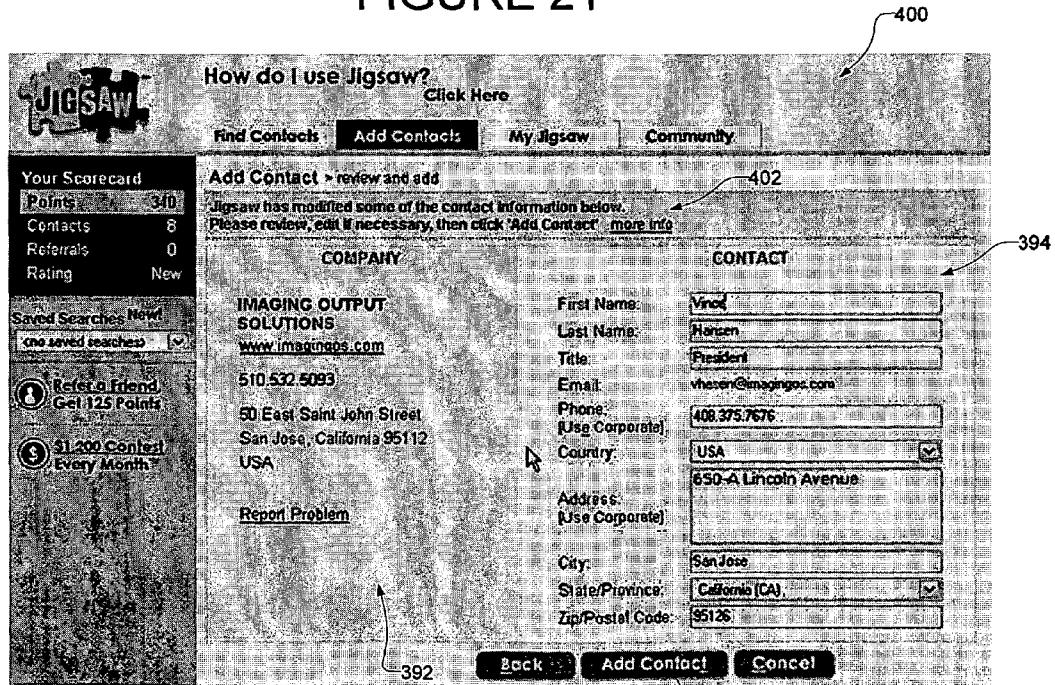 FIGURE 21
400
JIGSAW
How do I use Jigsaw?
Click Here
Find Contacts
Add Contacts
My Jigsaw
Community
Your Scorecard
Points 340
Contacts 8
Referrals 0
Rating New
Saved Searches New!
<no saved searches>
Refer a Friend
Get 125 Points
$1,200 Contest
Every Month
Add Contact > review and add
402
Jigsaw has modified some of the contact information below.
Please review, edit if necessary, then click 'Add Contact' more info
394
COMPANY
IMAGING OUTPUT
SOLUTIONS
www.imagingos.com
510.532.5093
50 East Saint John Street
San Jose, California 95112
USA
Report Problem
392
CONTACT
First Name: Vince
Last Name: Hansen
Title: President
Email: vhasen@imagingos.com
Phone: 408.375.7676
[Use Corporate]
Country: USA
Address: 650-A Lincoln Avenue
[Use Corporate]
City: San Jose
State/Province: California (CA)
Zip/Postal Code: 95126
Back
Add Contact
Cancel